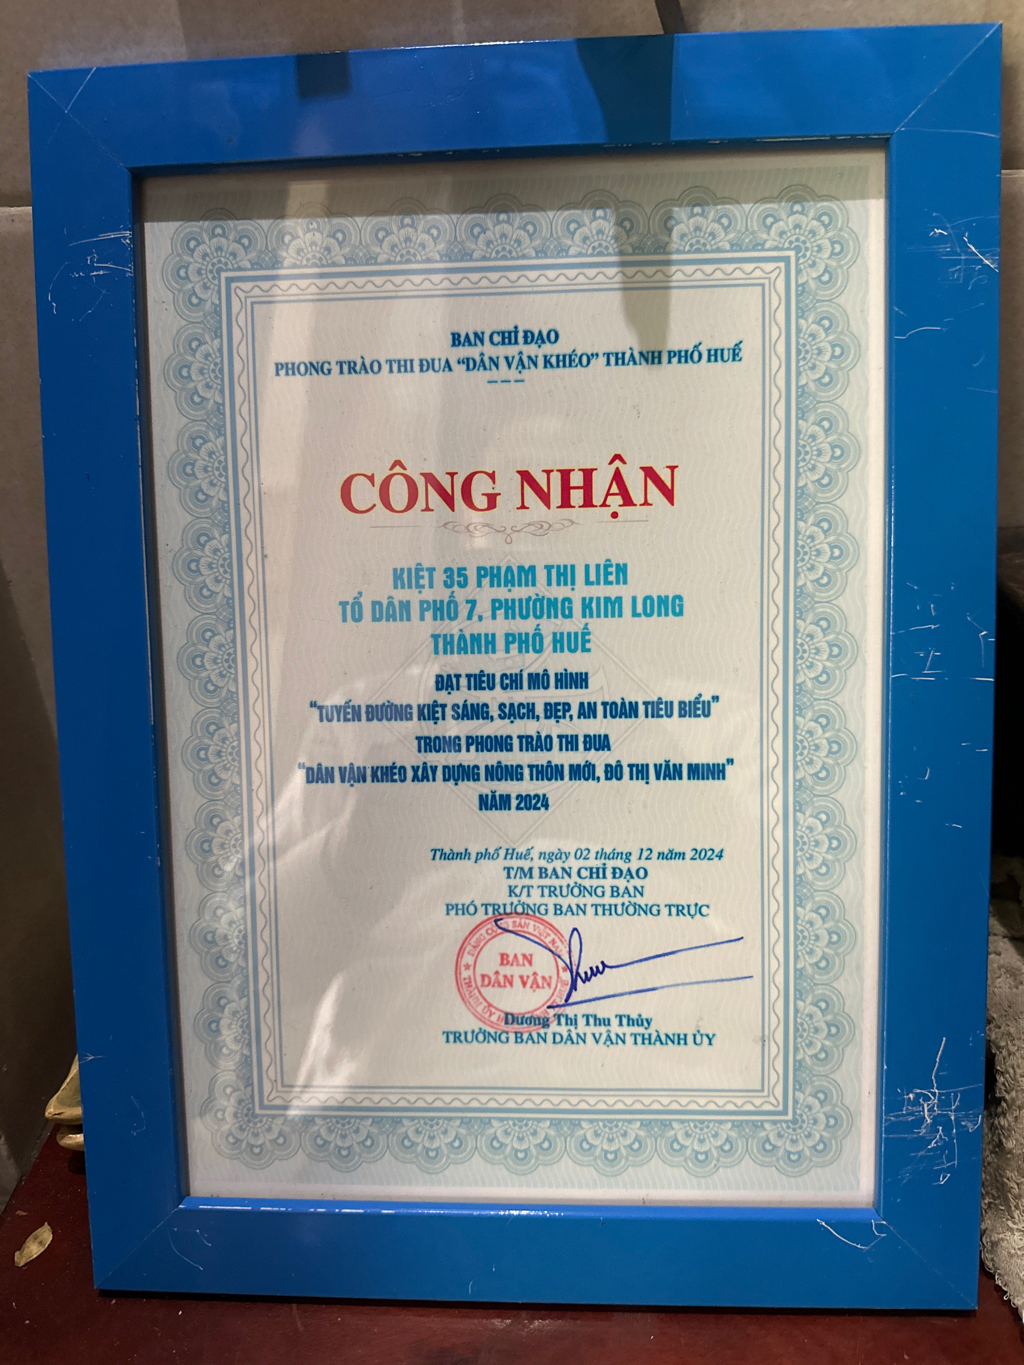 BAN CHỈ ĐẠO
PHONG TRÀO THI ĐUA “DÂN VẬN KHÉO” THÀNH PHỐ HUẾ
CÔNG NHẬN
KIỆT 35 PHẠM THỊ LIÊN
TỔ DÂN PHỐ 7, PHƯỜNG KIM LONG
THÀNH PHỐ HUẾ
ĐẠT TIÊU CHÍ MÔ HÌNH
“TUYẾN ĐƯỜNG KIỆT SÁNG, SẠCH, ĐẸP, AN TOÀN TIÊU BIỂU”
TRONG PHONG TRÀO THI ĐUA
“DÂN VẬN KHÉO XÂY DỰNG NÔNG THÔN MỚI, ĐÔ THỊ VĂN MINH”
NĂM 2024
Thành phố Huế, ngày 02 tháng 12 năm 2024
T/M BAN CHỈ ĐẠO
K/T TRƯỞNG BAN
PHÓ TRƯỞNG BAN THƯỜNG TRỰC
ĐẢNG CỘNG SẢN VIỆT NAM
BAN
DÂN VẬN
Dương Thị Thu Thủy
TRƯỞNG BAN DÂN VẬN THÀNH ỦY